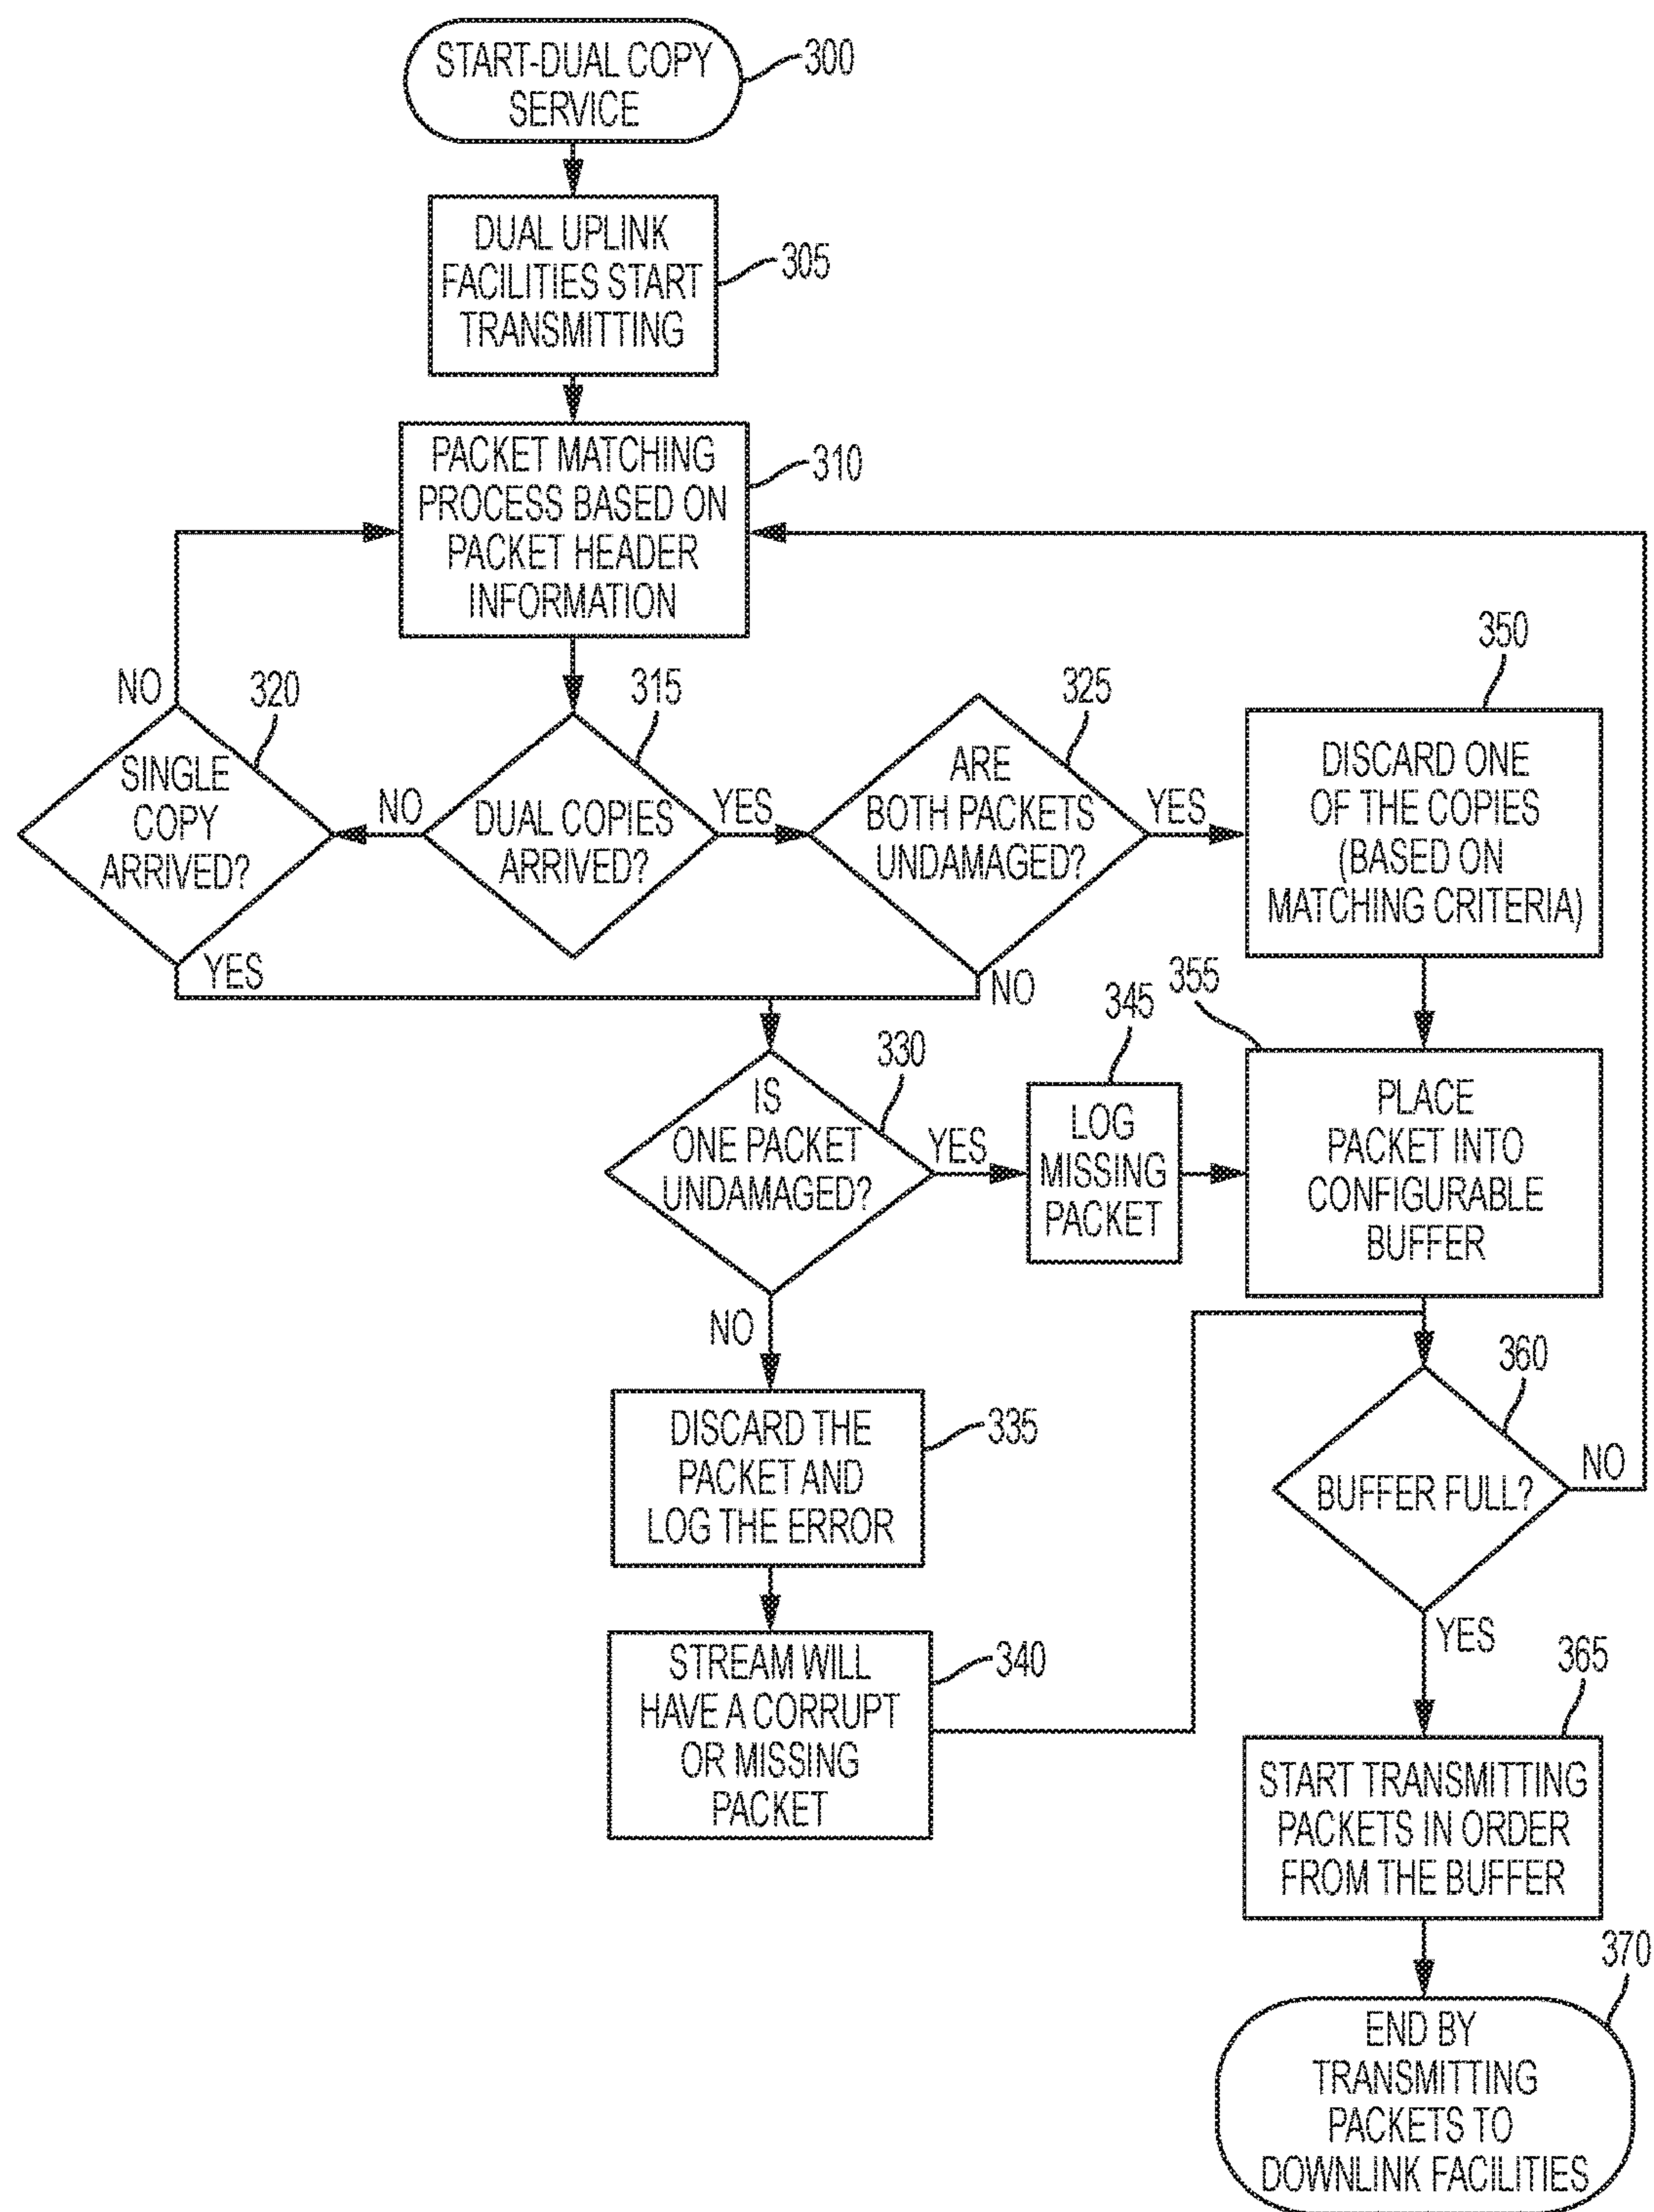 START-DUAL COPY
SERVICE
300
DUAL UPLINK
FACILITIES START
TRANSMITTING
305
PACKET MATCHING
PROCESS BASED ON
PACKET HEADER
INFORMATION
310
NO
320
SINGLE
COPY
ARRIVED?
YES
NO
315
DUAL COPIES
ARRIVED?
YES
325
ARE
BOTH PACKETS
UNDAMAGED?
YES
NO
350
DISCARD ONE
OF THE COPIES
(BASED ON
MATCHING CRITERIA)
330
IS
ONE PACKET
UNDAMAGED?
YES
NO
345
LOG
MISSING
PACKET
355
PLACE
PACKET INTO
CONFIGURABLE
BUFFER
DISCARD THE
PACKET AND
LOG THE ERROR
335
STREAM WILL
HAVE A CORRUPT
OR MISSING
PACKET
340
360
BUFFER FULL?
NO
YES
365
START TRANSMITTING
PACKETS IN ORDER
FROM THE BUFFER
370
END BY
TRANSMITTING
PACKETS TO
DOWNLINK FACILITIES